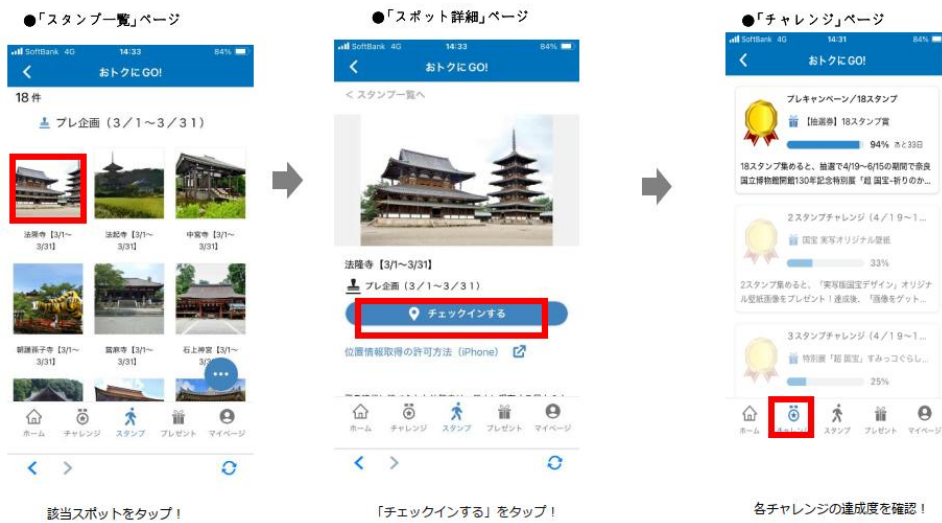 ●「スタンプ一覧」ページ
SoftBank 4G 14:33 84%
おトクにGO!
18 件
プレ企画（3／1～3／31）
法隆寺【3/1～
3/31】
法起寺【3/1～
3/31】
中宮寺【3/1～
3/31】
朝護孫子寺【3/1～
3/31】
當麻寺【3/1～
3/31】
石上神宮【3/1～
3/31】
ホーム チャレンジ スタンプ プレゼント マイページ
該当スポットをタップ！
●「スポット詳細」ページ
SoftBank 4G 14:33 84%
おトクにGO!
＜ スタンプ一覧へ
法隆寺【3/1~3/31】
プレ企画（3／1～3／31）
チェックインする
位置情報取得の許可方法（iPhone）
ホーム チャレンジ スタンプ プレゼント マイページ
「チェックインする」をタップ！
●「チャレンジ」ページ
SoftBank 4G 14:31 84%
おトクにGO!
プレキャンペーン／18スタンプ
【抽選券】18スタンプ賞
94% あと33日
18スタンプ集めると、抽選で4/19～6/15の期間で奈良
国立博物館開館130年記念特別展「超 国宝-祈りのか...
2スタンプチャレンジ（4／19～1...
国宝 実写オリジナル壁紙
33%
2スタンプ集めると、「実写版国宝デザイン」オリジナ
ル壁紙画像をプレゼント！達成後、「画像をゲット...
3スタンプチャレンジ（4／19～1...
特別展「超 国宝」すみっコぐらし...
25%
ホーム チャレンジ スタンプ プレゼント マイページ
各チャレンジの達成度を確認！